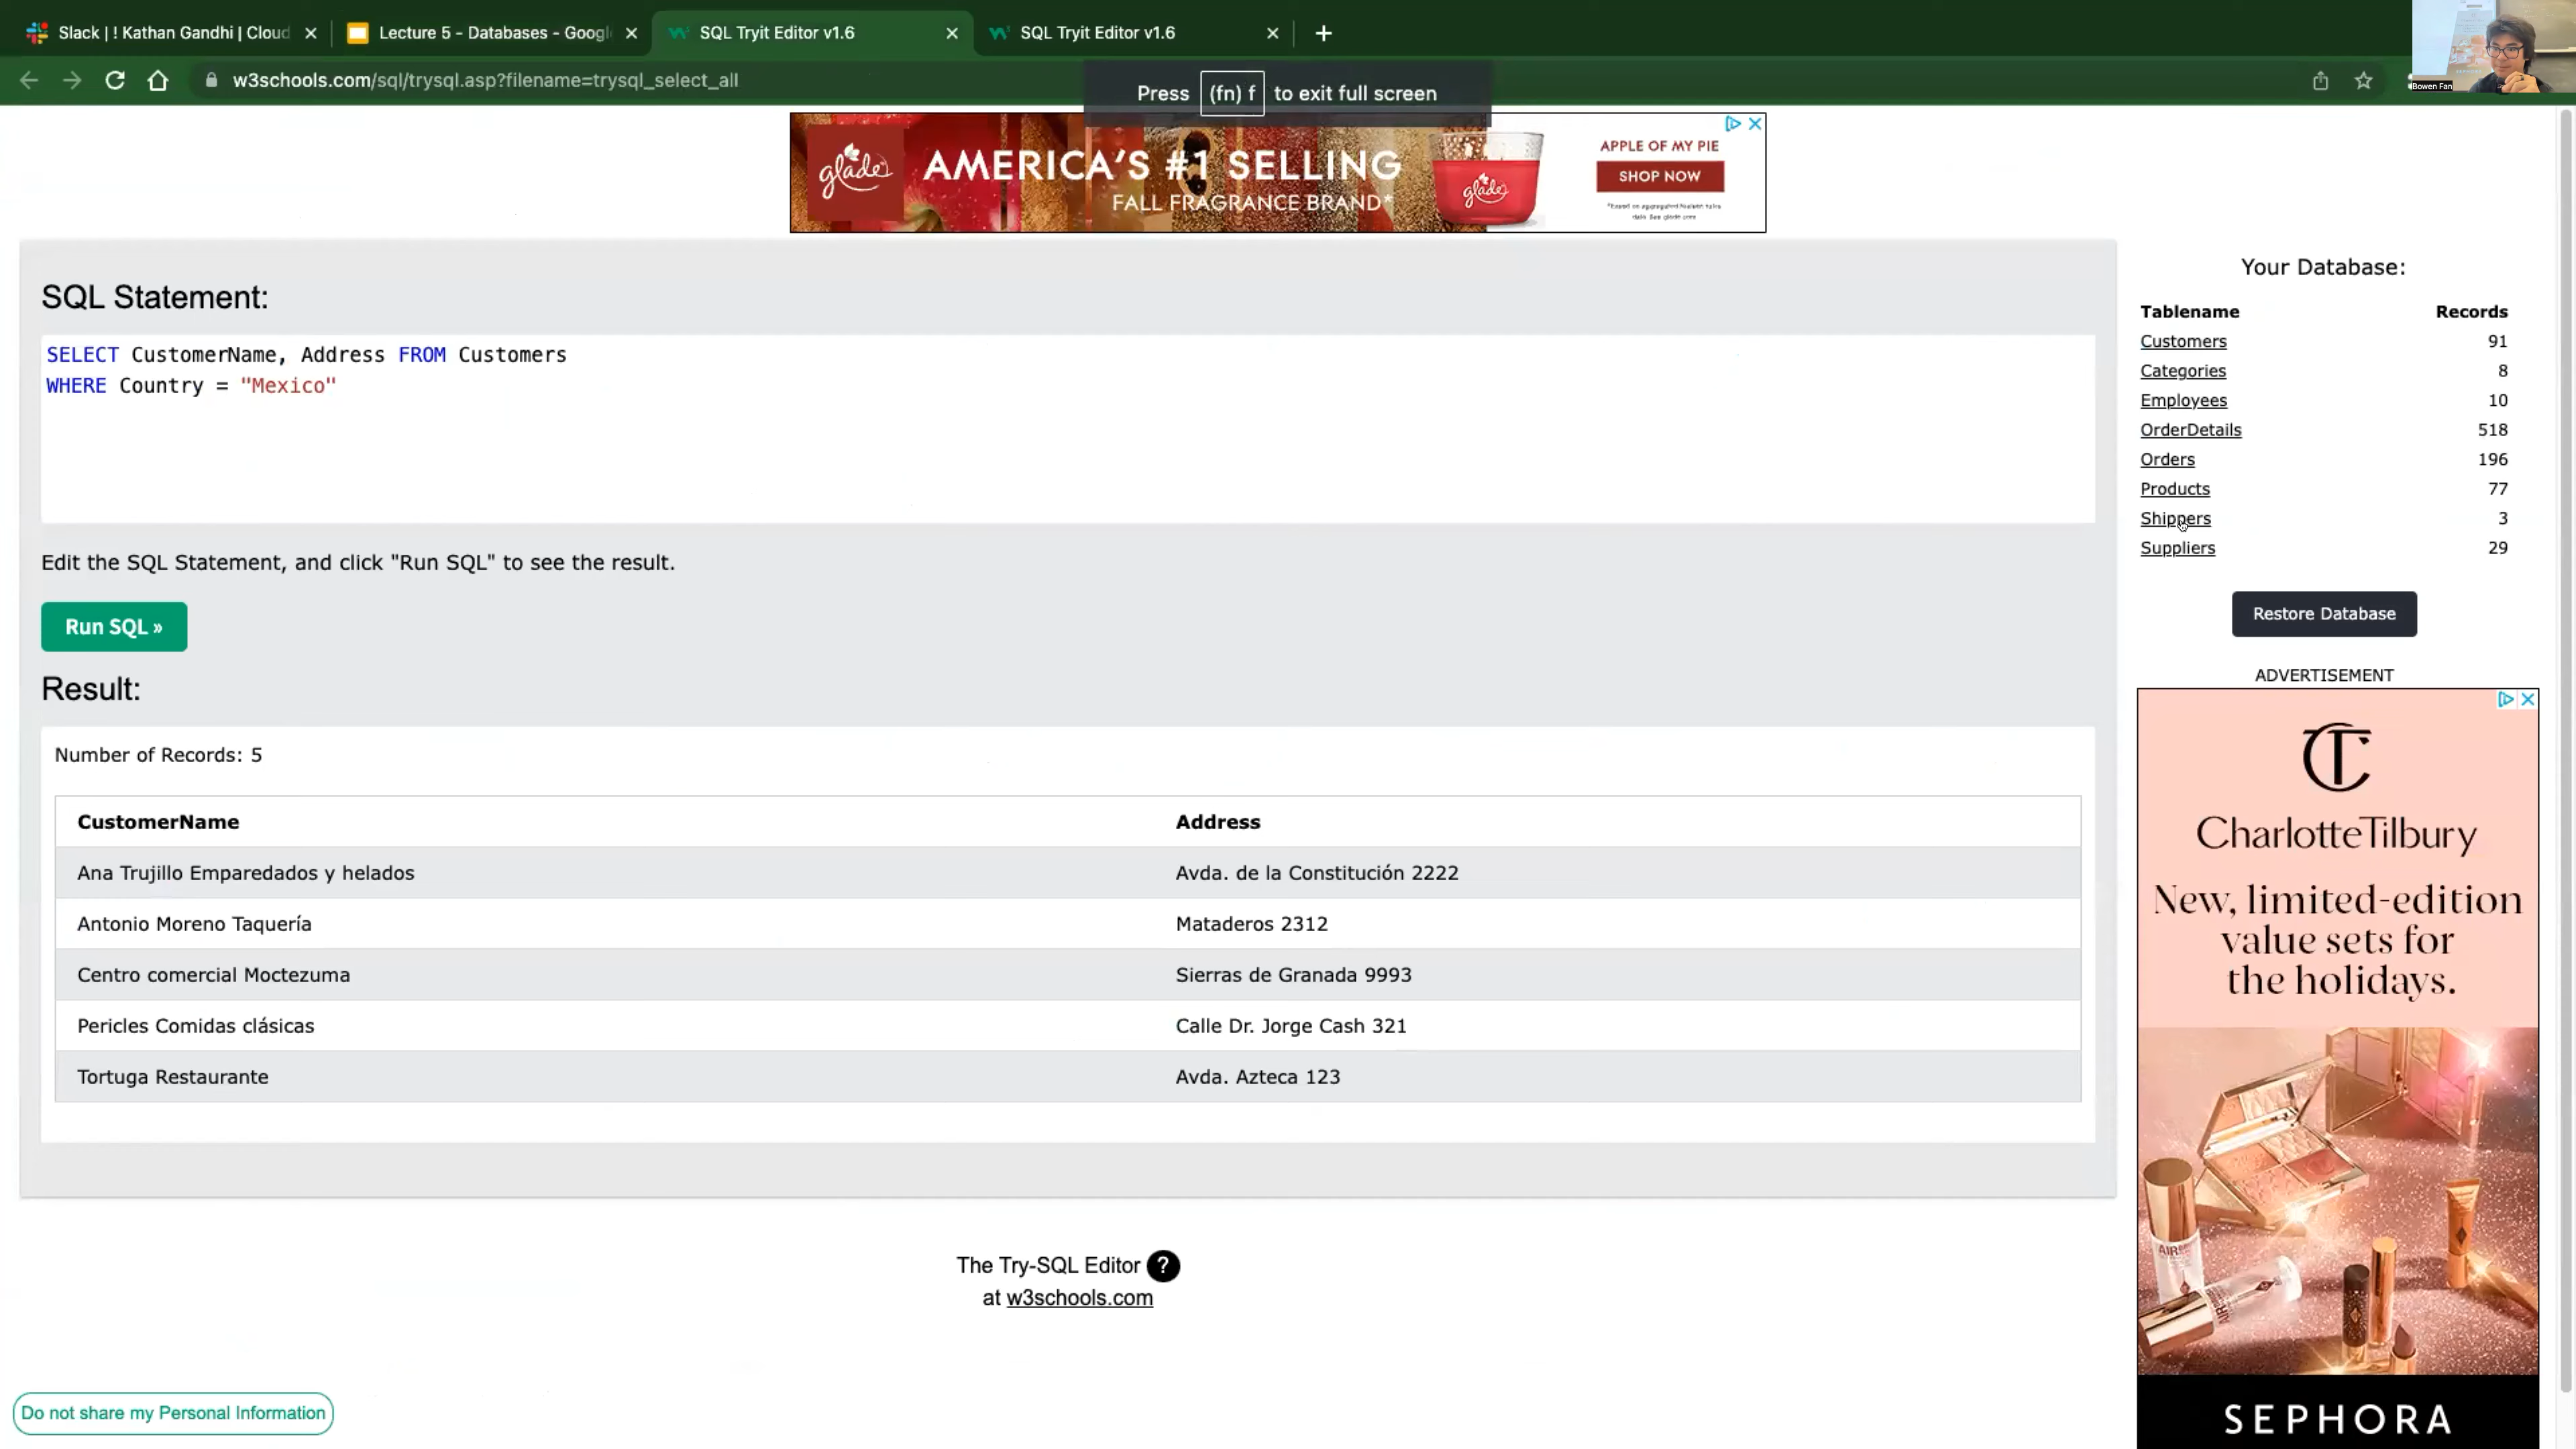 Slack | ! Kathan Gandhi | Cloud
Lecture 5 - Databases - Googl
SQL Tryit Editor v1.6
SQL Tryit Editor v1.6
w3schools.com/sql/trysql.asp?filename=trysql_select_all
Press (fn) f to exit full screen
Bowen Fan
glade
AMERICA'S #1 SELLING
FALL FRAGRANCE BRAND*
glade
APPLE OF MY PIE
SHOP NOW
SQL Statement:
SELECT CustomerName, Address FROM Customers
WHERE Country = "Mexico"
Edit the SQL Statement, and click "Run SQL" to see the result.
Run SQL »
Result:
Number of Records: 5
CustomerName Address
Ana Trujillo Emparedados y helados Avda. de la Constitución 2222
Antonio Moreno Taquería Mataderos 2312
Centro comercial Moctezuma Sierras de Granada 9993
Pericles Comidas clásicas Calle Dr. Jorge Cash 321
Tortuga Restaurante Avda. Azteca 123
The Try-SQL Editor ?
at w3schools.com
Do not share my Personal Information
Your Database:
Tablename Records
Customers 91
Categories 8
Employees 10
OrderDetails 518
Orders 196
Products 77
Shippers 3
Suppliers 29
Restore Database
ADVERTISEMENT
CT
CharlotteTilbury
New, limited-edition
value sets for
the holidays.
SEPHORA